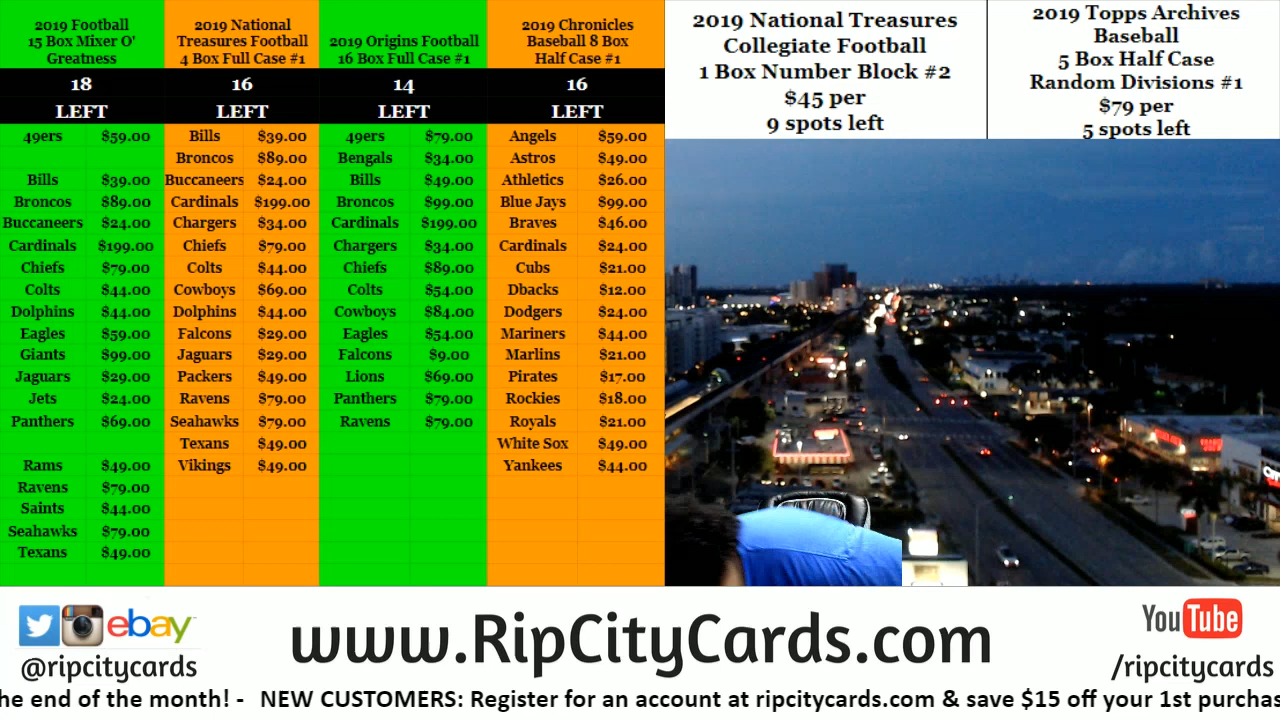 2019 Football
15 Box Mixer O'
Greatness
18
LEFT
49ers $59.00
Bills $39.00
Broncos $89.00
Buccaneers $24.00
Cardinals $199.00
Chiefs $79.00
Colts $44.00
Dolphins $44.00
Eagles $59.00
Giants $99.00
Jaguars $29.00
Jets $24.00
Panthers $69.00
Rams $49.00
Ravens $79.00
Saints $44.00
Seahawks $79.00
Texans $49.00
2019 National
Treasures Football
4 Box Full Case #1
16
LEFT
Bills $39.00
Broncos $89.00
Buccaneers $24.00
Cardinals $199.00
Chargers $34.00
Chiefs $79.00
Colts $44.00
Cowboys $69.00
Dolphins $44.00
Falcons $29.00
Jaguars $29.00
Packers $49.00
Ravens $79.00
Seahawks $79.00
Texans $49.00
Vikings $49.00
2019 Origins Football
16 Box Full Case #1
14
LEFT
49ers $79.00
Bengals $34.00
Bills $49.00
Broncos $99.00
Cardinals $199.00
Chargers $34.00
Chiefs $89.00
Colts $54.00
Cowboys $84.00
Eagles $54.00
Falcons $9.00
Lions $69.00
Panthers $79.00
Ravens $79.00
2019 Chronicles
Baseball 8 Box
Half Case #1
16
LEFT
Angels $59.00
Astros $49.00
Athletics $26.00
Blue Jays $99.00
Braves $46.00
Cardinals $24.00
Cubs $21.00
Dbacks $12.00
Dodgers $24.00
Mariners $44.00
Marlins $21.00
Pirates $17.00
Rockies $18.00
Royals $21.00
White Sox $49.00
Yankees $44.00
2019 National Treasures
Collegiate Football
1 Box Number Block #2
$45 per
9 spots left
2019 Topps Archives
Baseball
5 Box Half Case
Random Divisions #1
$79 per
5 spots left
ebay
@ripcitycards
www.RipCityCards.com
YouTube
/ripcitycards
he end of the month! - NEW CUSTOMERS: Register for an account at ripcitycards.com & save $15 off your 1st purchas